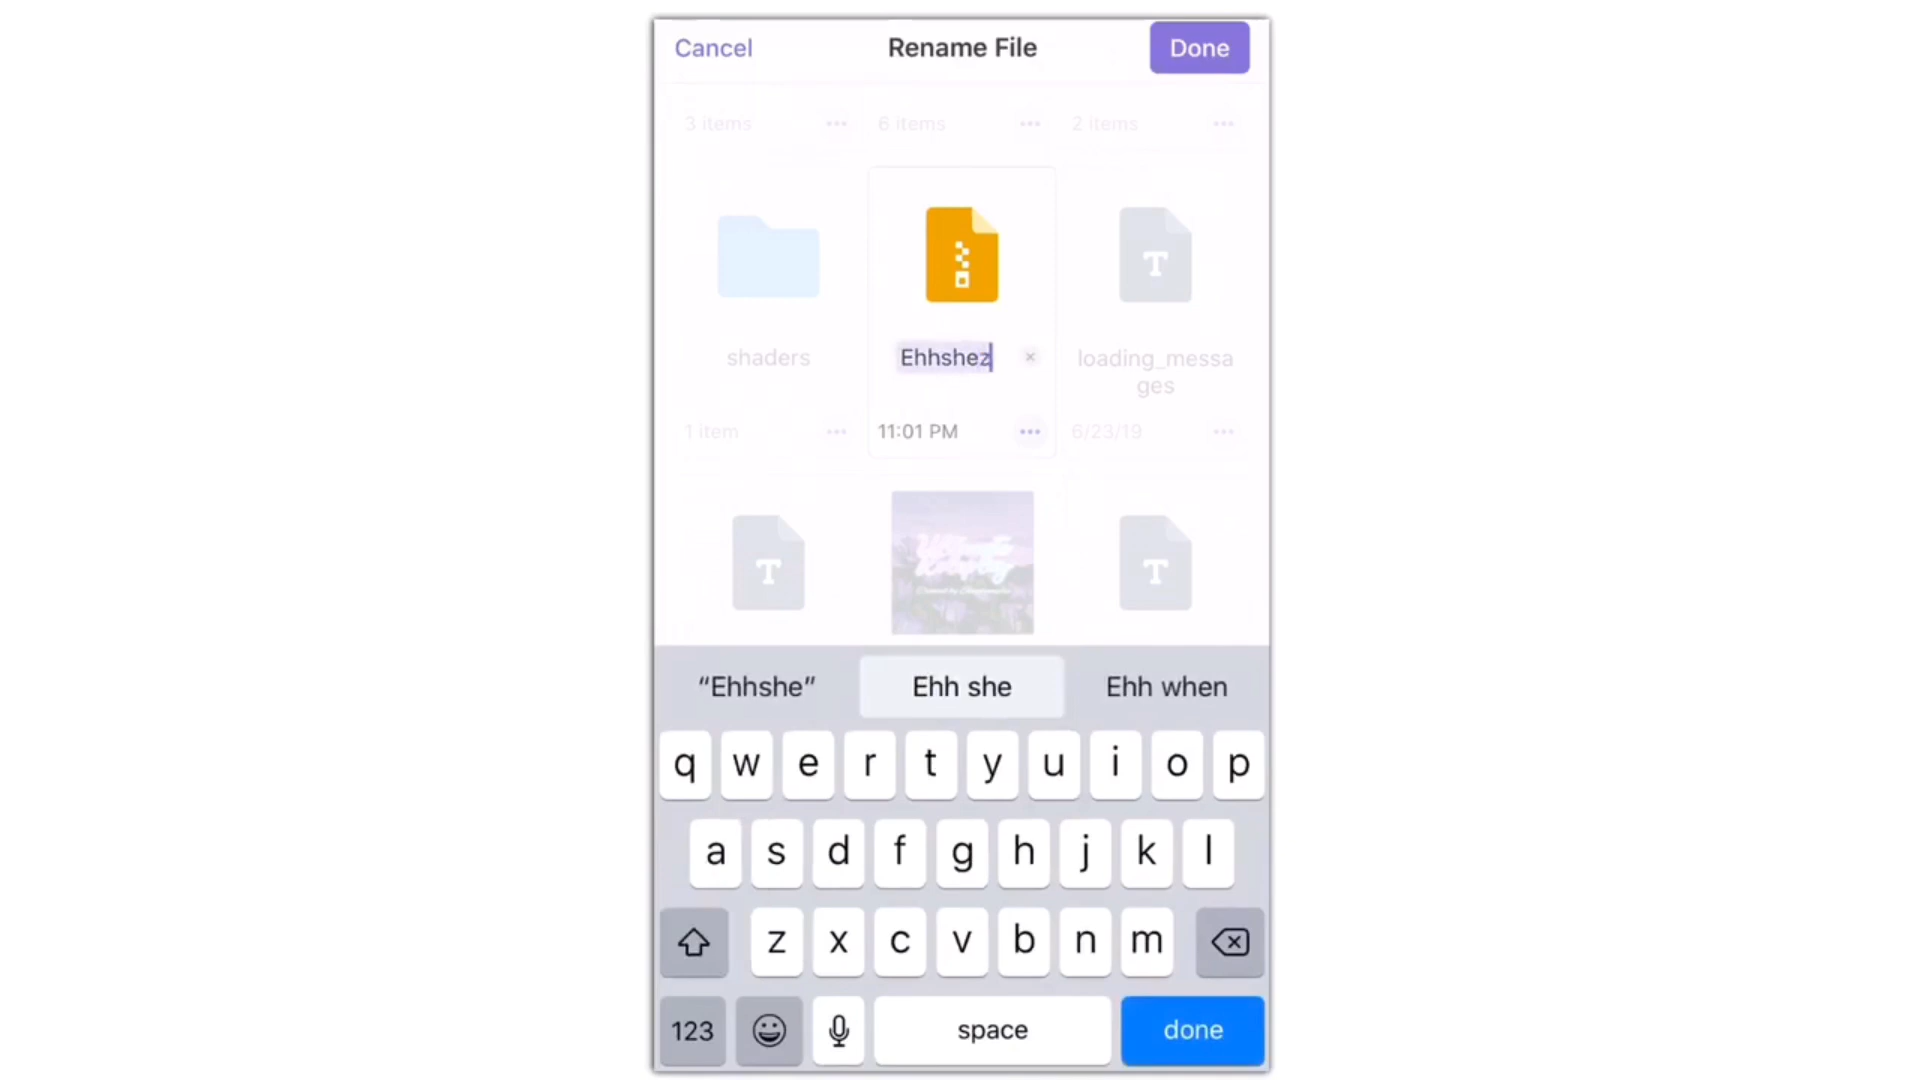 Cancel
Rename File
Done
3 items
6 items
2 items
shaders
Ehhshez
loading_messa
ges
1 item
11:01 PM
6/23/19
T
T
T
“Ehhshe”
Ehh she
Ehh when
q w e r t y u i o p
a s d f g h j k l
z x c v b n m
123
space
done